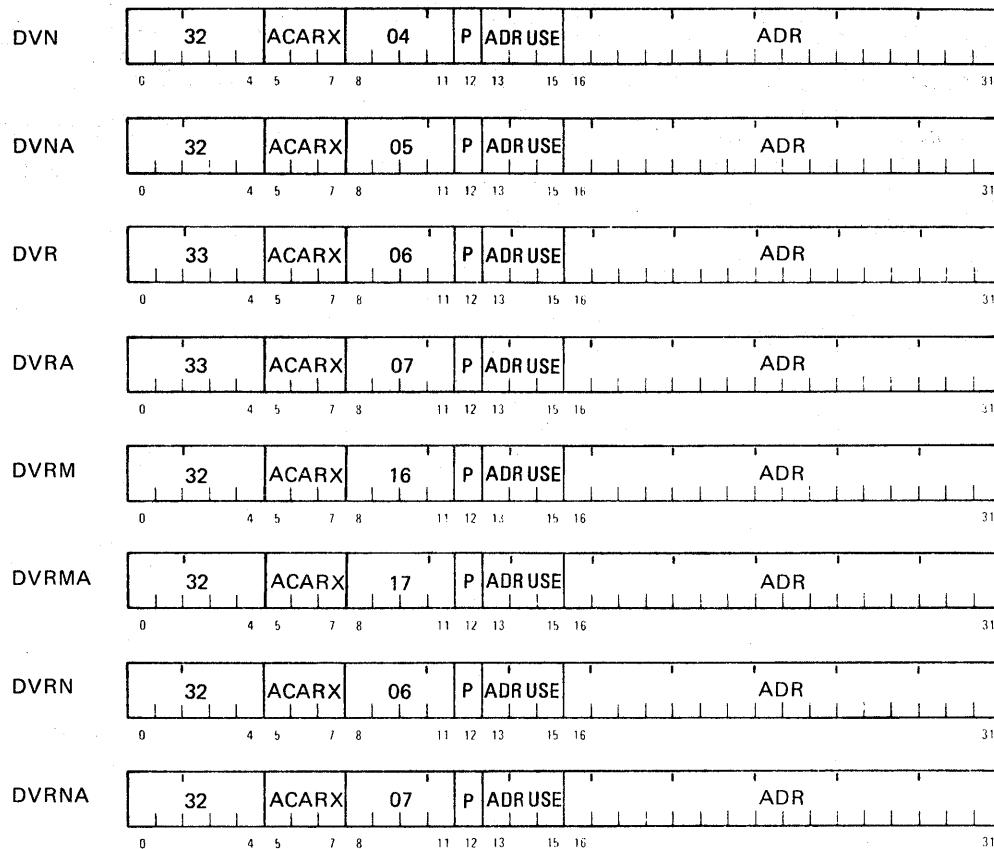 DVN 32 ACARX 04 P ADR USE ADR
0 4 5 7 8 11 12 13 15 16 31
DVNA 32 ACARX 05 P ADR USE ADR
0 4 5 7 8 11 12 13 15 16 31
DVR 33 ACARX 06 P ADR USE ADR
0 4 5 7 8 11 12 13 15 16 31
DVRA 33 ACARX 07 P ADR USE ADR
0 4 5 7 8 11 12 13 15 16 31
DVRM 32 ACARX 16 P ADR USE ADR
0 4 5 7 8 11 12 13 15 16 31
DVRMA 32 ACARX 17 P ADR USE ADR
0 4 5 7 8 11 12 13 15 16 31
DVRN 32 ACARX 06 P ADR USE ADR
0 4 5 7 8 11 12 13 15 16 31
DVRNA 32 ACARX 07 P ADR USE ADR
0 4 5 7 8 11 12 13 15 16 31